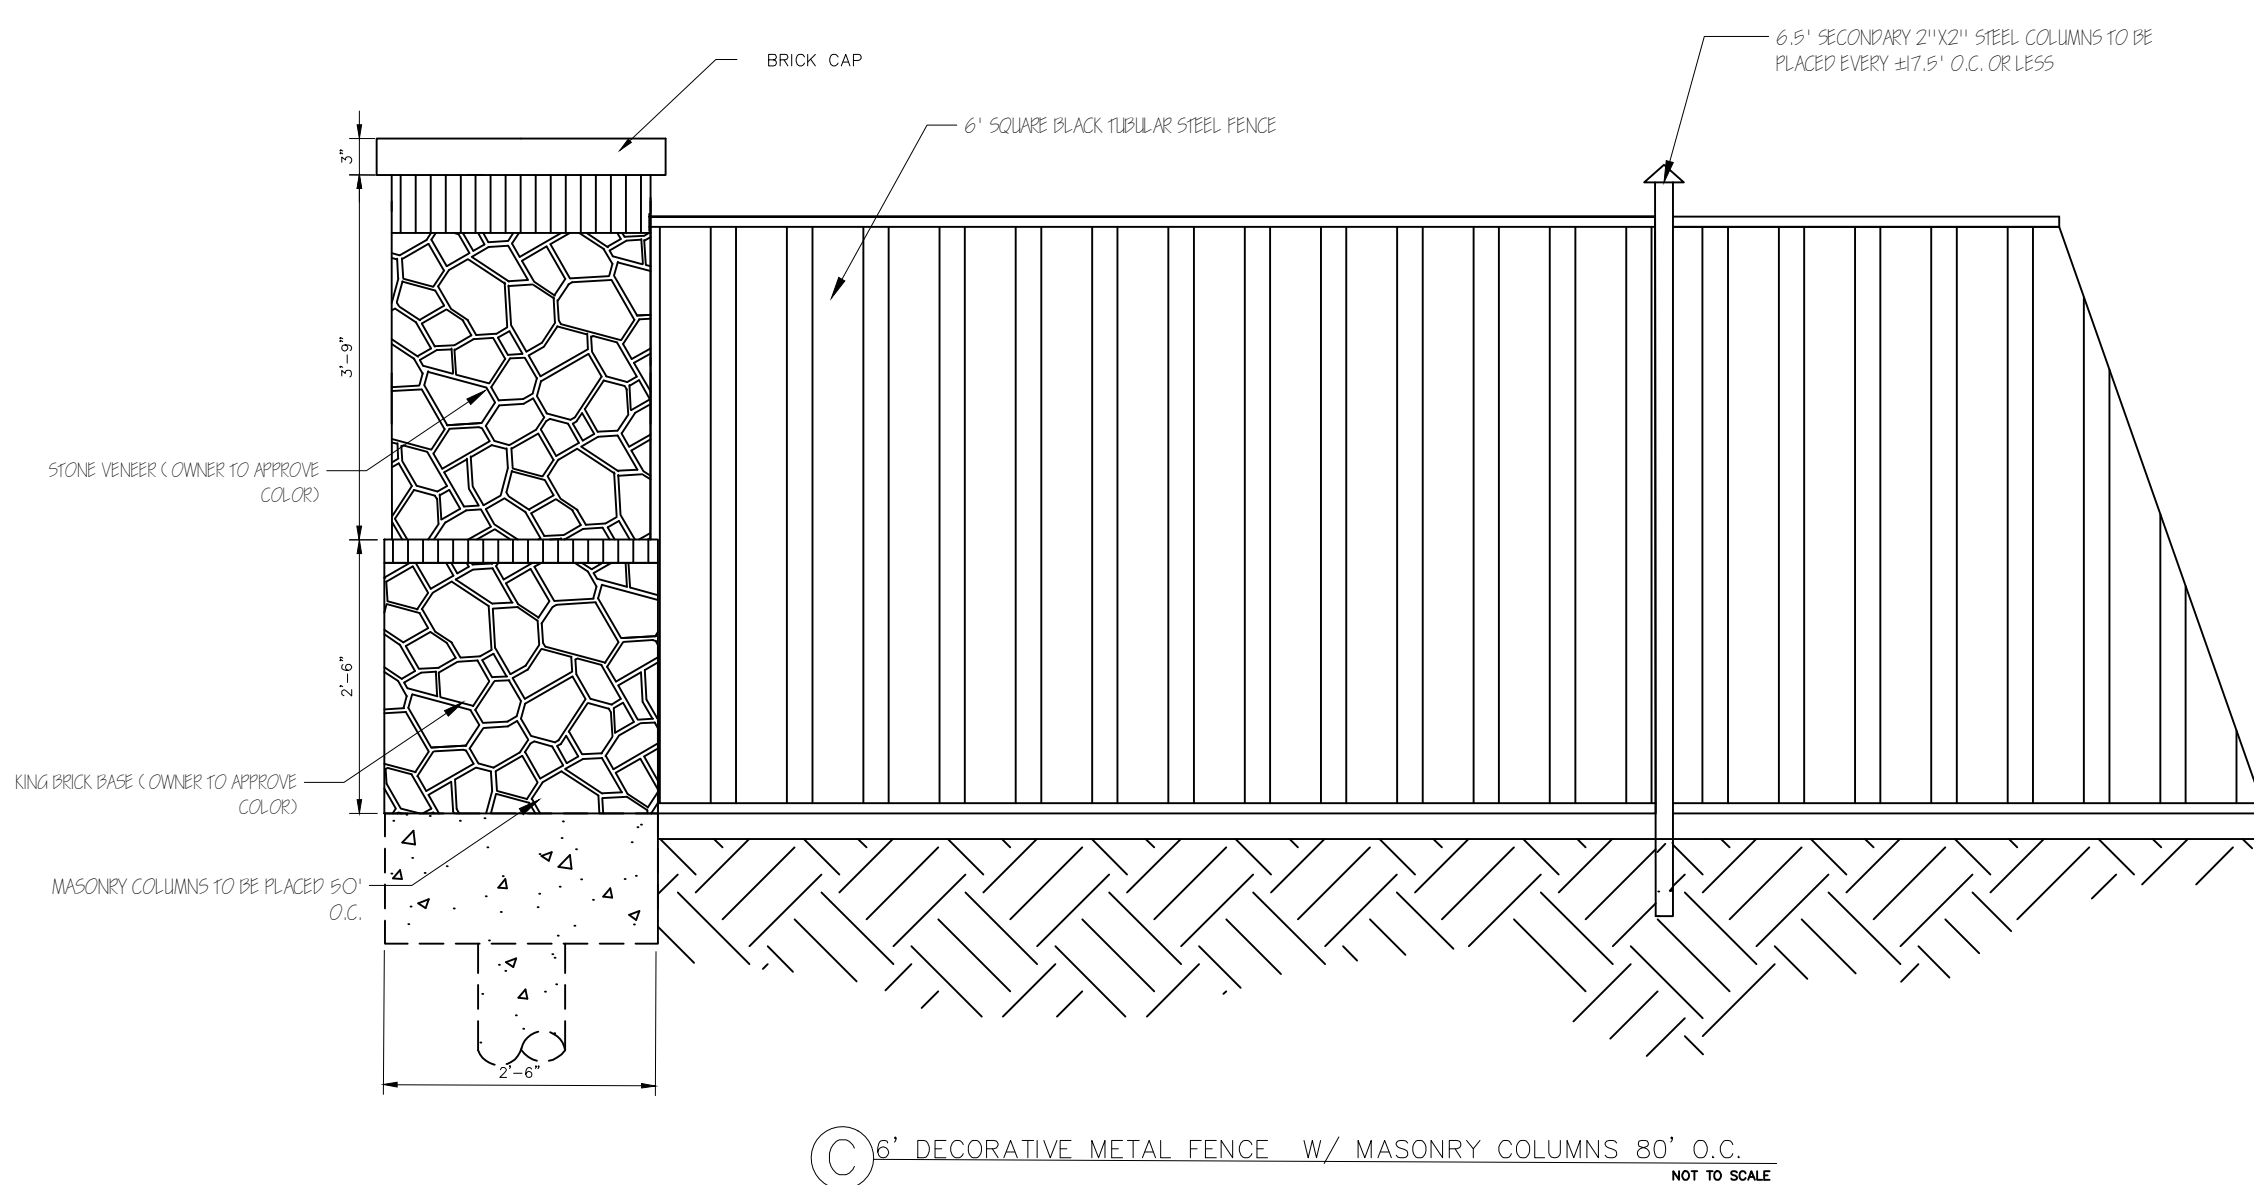 6.5' SECONDARY 2"X2" STEEL COLUMNS TO BE
PLACED EVERY ±17.5' O.C. OR LESS
BRICK CAP
6' SQUARE BLACK TUBULAR STEEL FENCE
3"
3'-9"
STONE VENEER ( OWNER TO APPROVE
COLOR)
2'-6"
KING BRICK BASE ( OWNER TO APPROVE
COLOR)
MASONRY COLUMNS TO BE PLACED 50'
O.C.
2'-6"
C
6' DECORATIVE METAL FENCE W/ MASONRY COLUMNS 80' O.C.
NOT TO SCALE